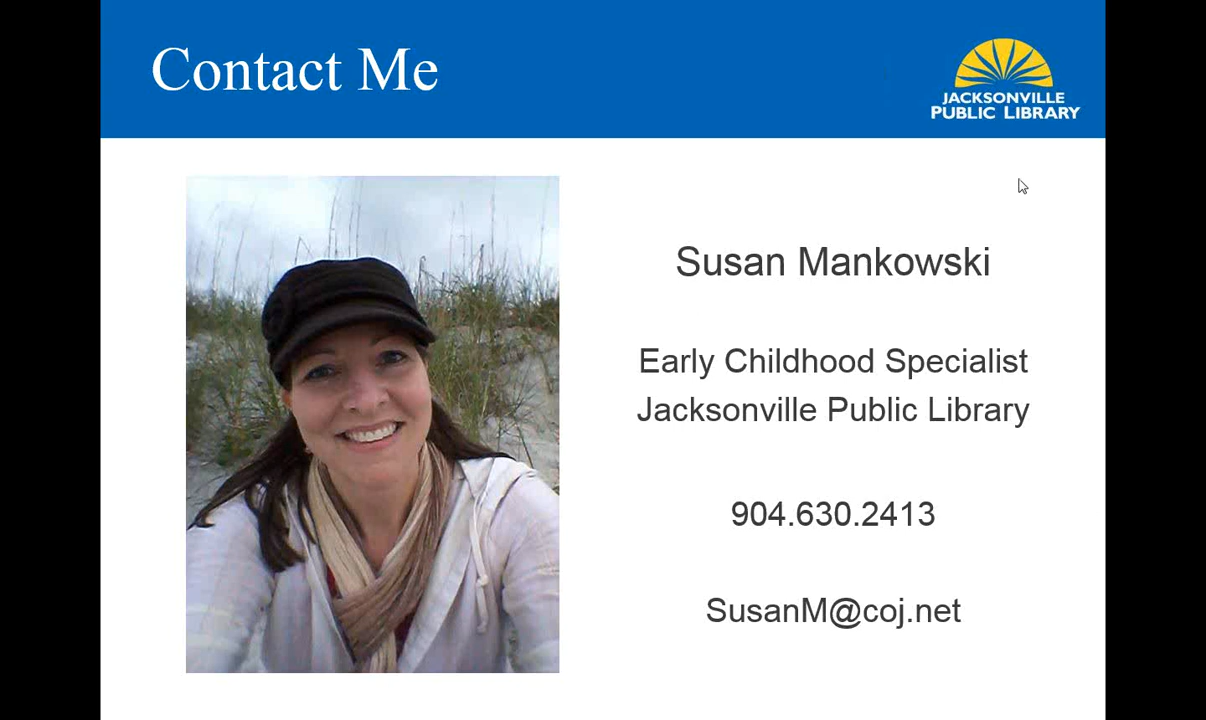 Contact Me
JACKSONVILLE
PUBLIC LIBRARY
Susan Mankowski
Early Childhood Specialist
Jacksonville Public Library
904.630.2413
SusanM@coj.net